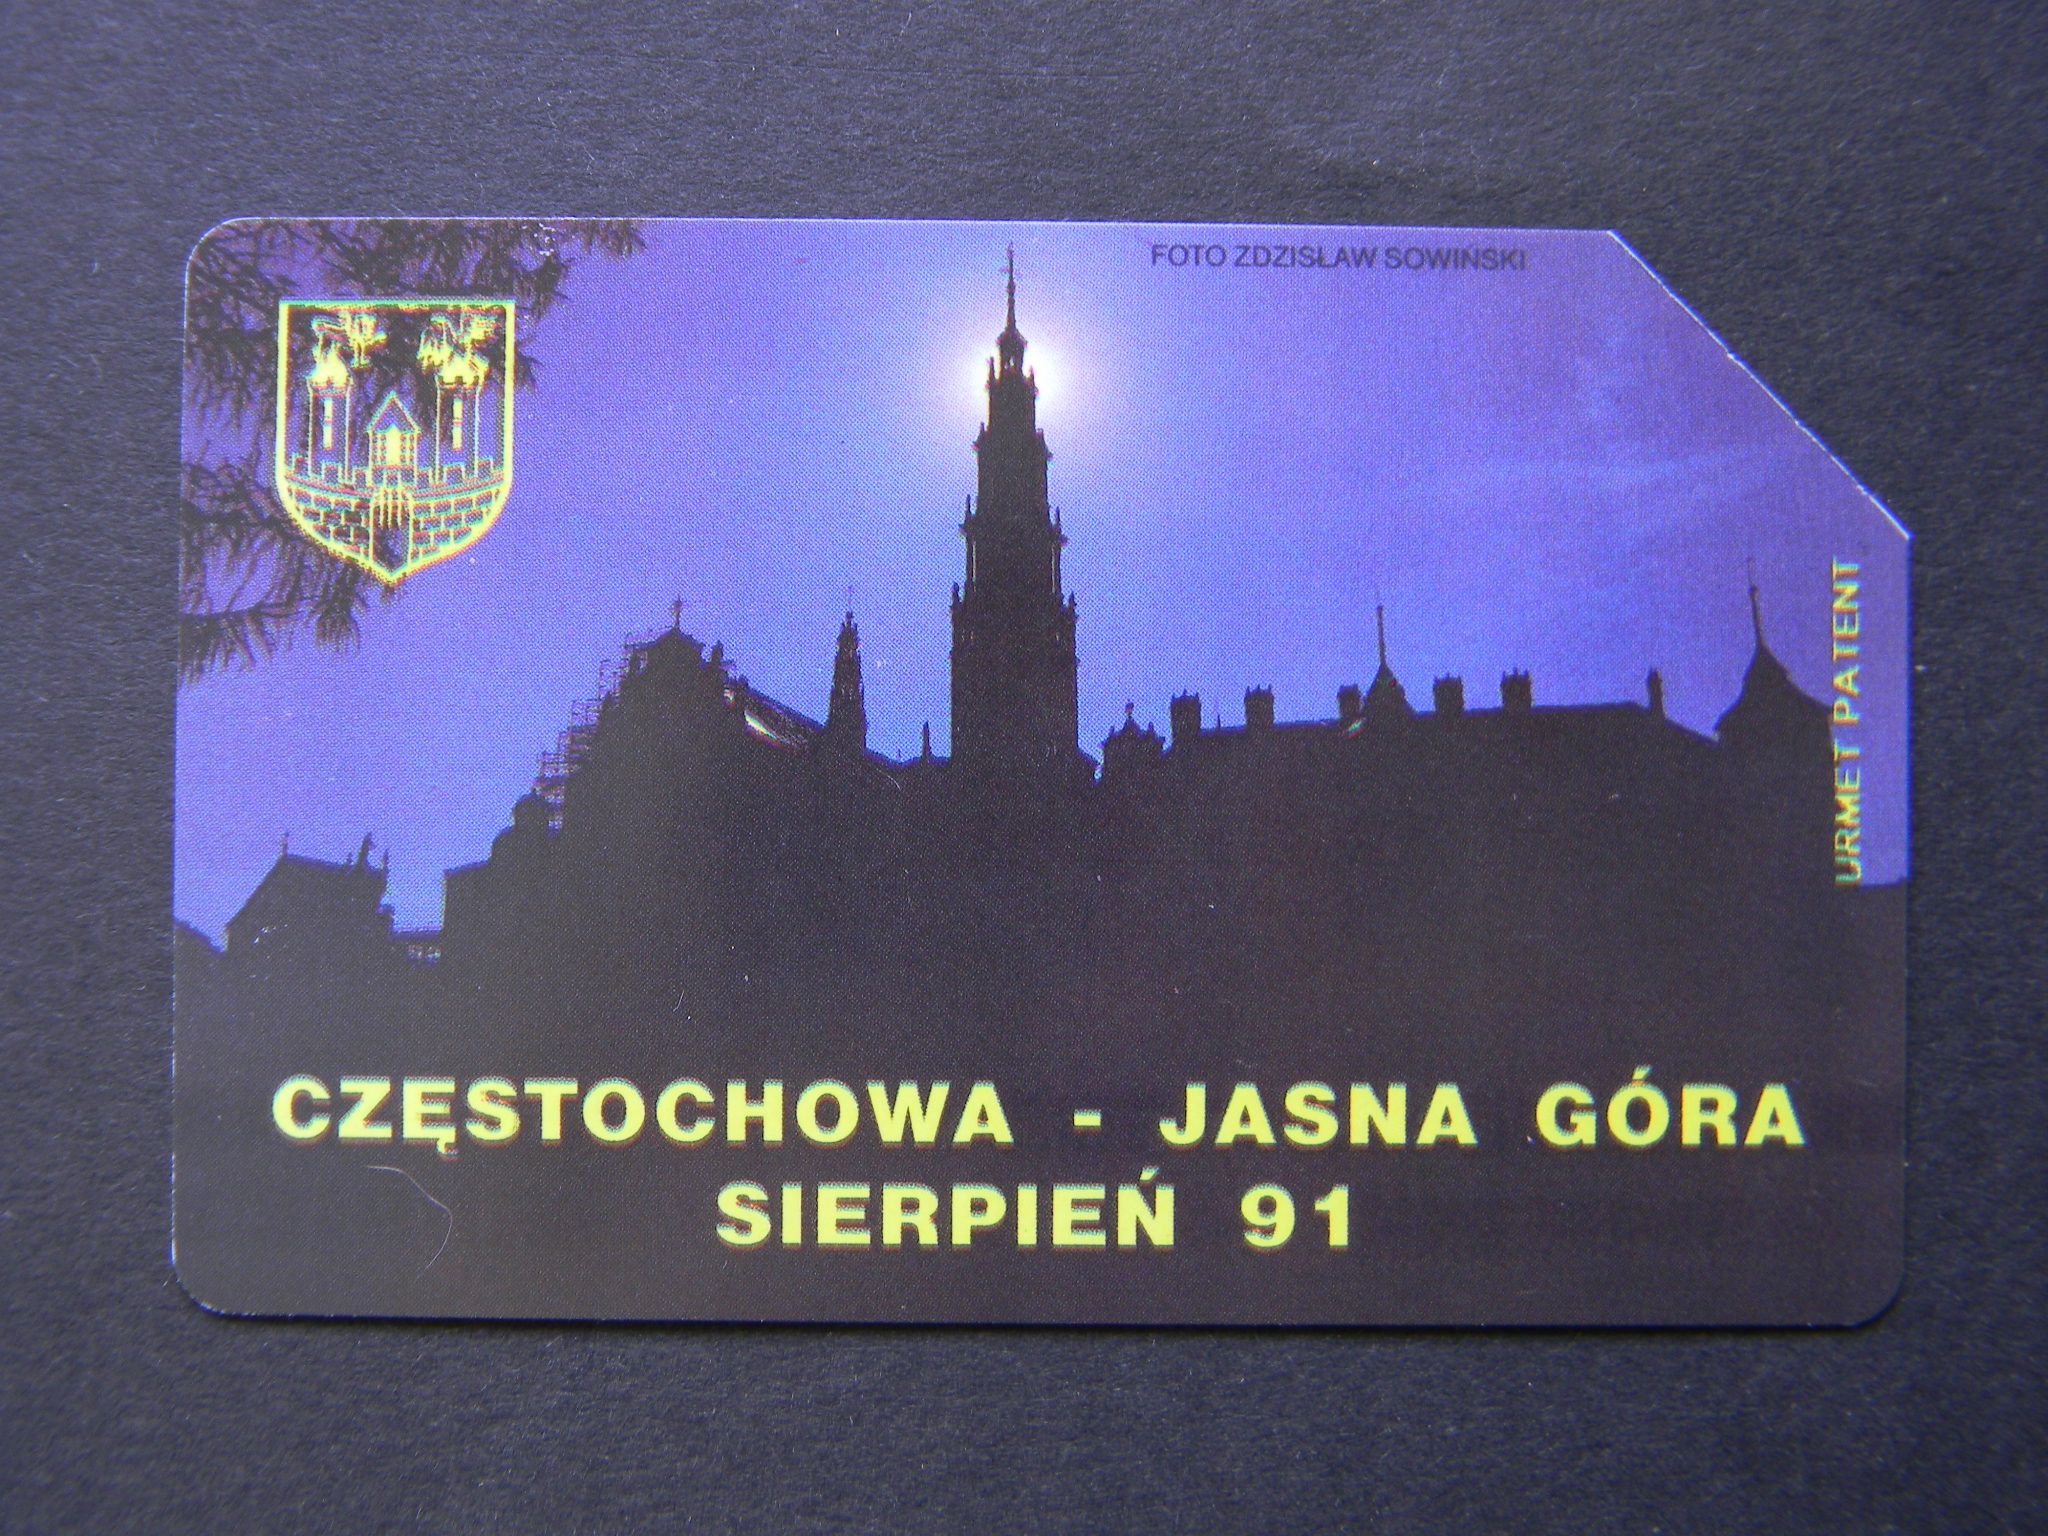 FOTO ZDZISŁAW SOWIŃSKI
URMET PATENT
CZĘSTOCHOWA - JASNA GÓRA
SIERPIEŃ 91